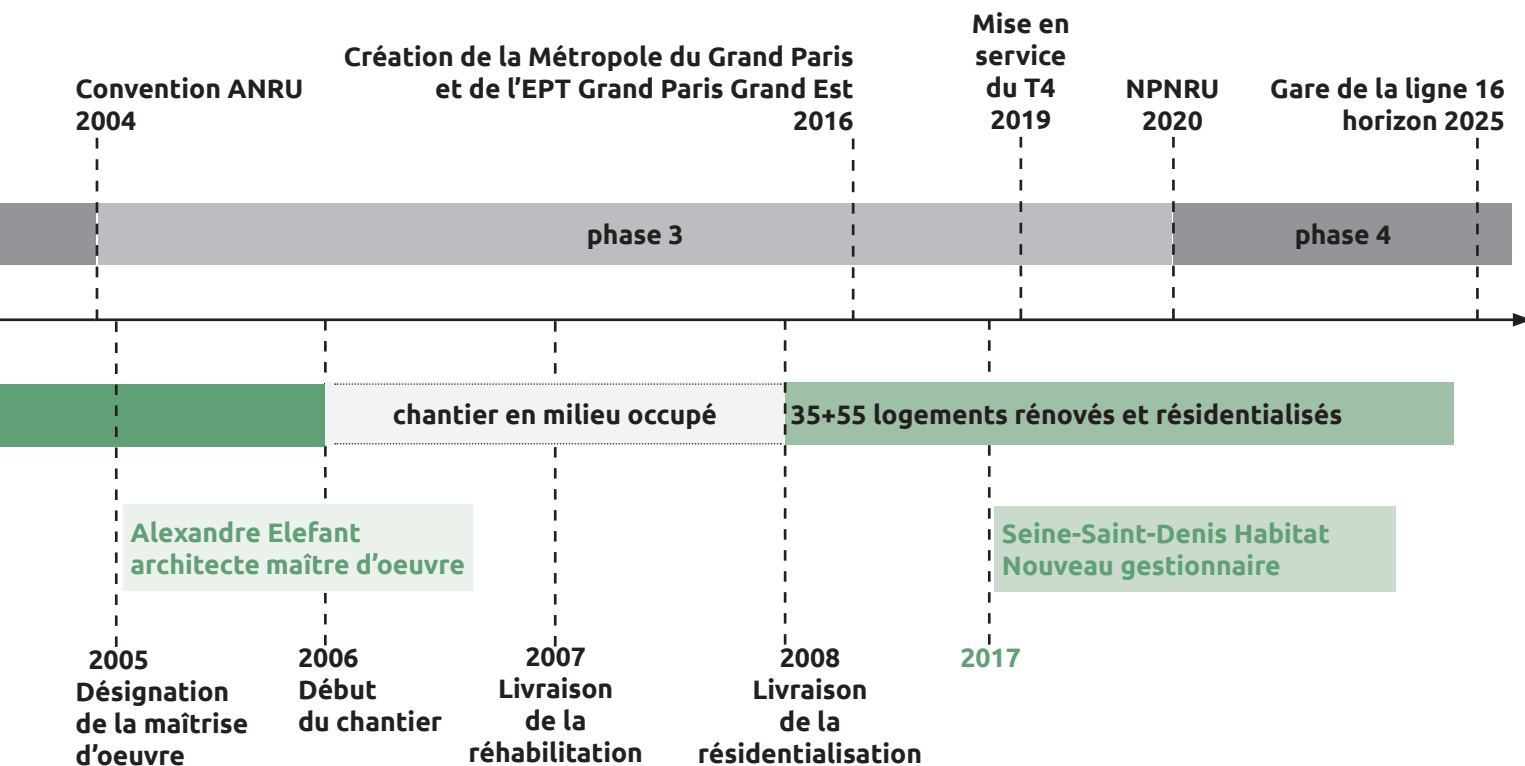 Convention ANRU
2004
Création de la Métropole du Grand Paris
et de l’EPT Grand Paris Grand Est
2016
Mise en
service
du T4
2019
NPNRU
2020
Gare de la ligne 16
horizon 2025
phase 3
phase 4
chantier en milieu occupé
35+55 logements rénovés et résidentialisés
Alexandre Elefant
architecte maître d’oeuvre
Seine-Saint-Denis Habitat
Nouveau gestionnaire
2005
Désignation
de la maîtrise
d’oeuvre
2006
Début
du chantier
2007
Livraison
de la
réhabilitation
2008
Livraison
de la
résidentialisation
2017